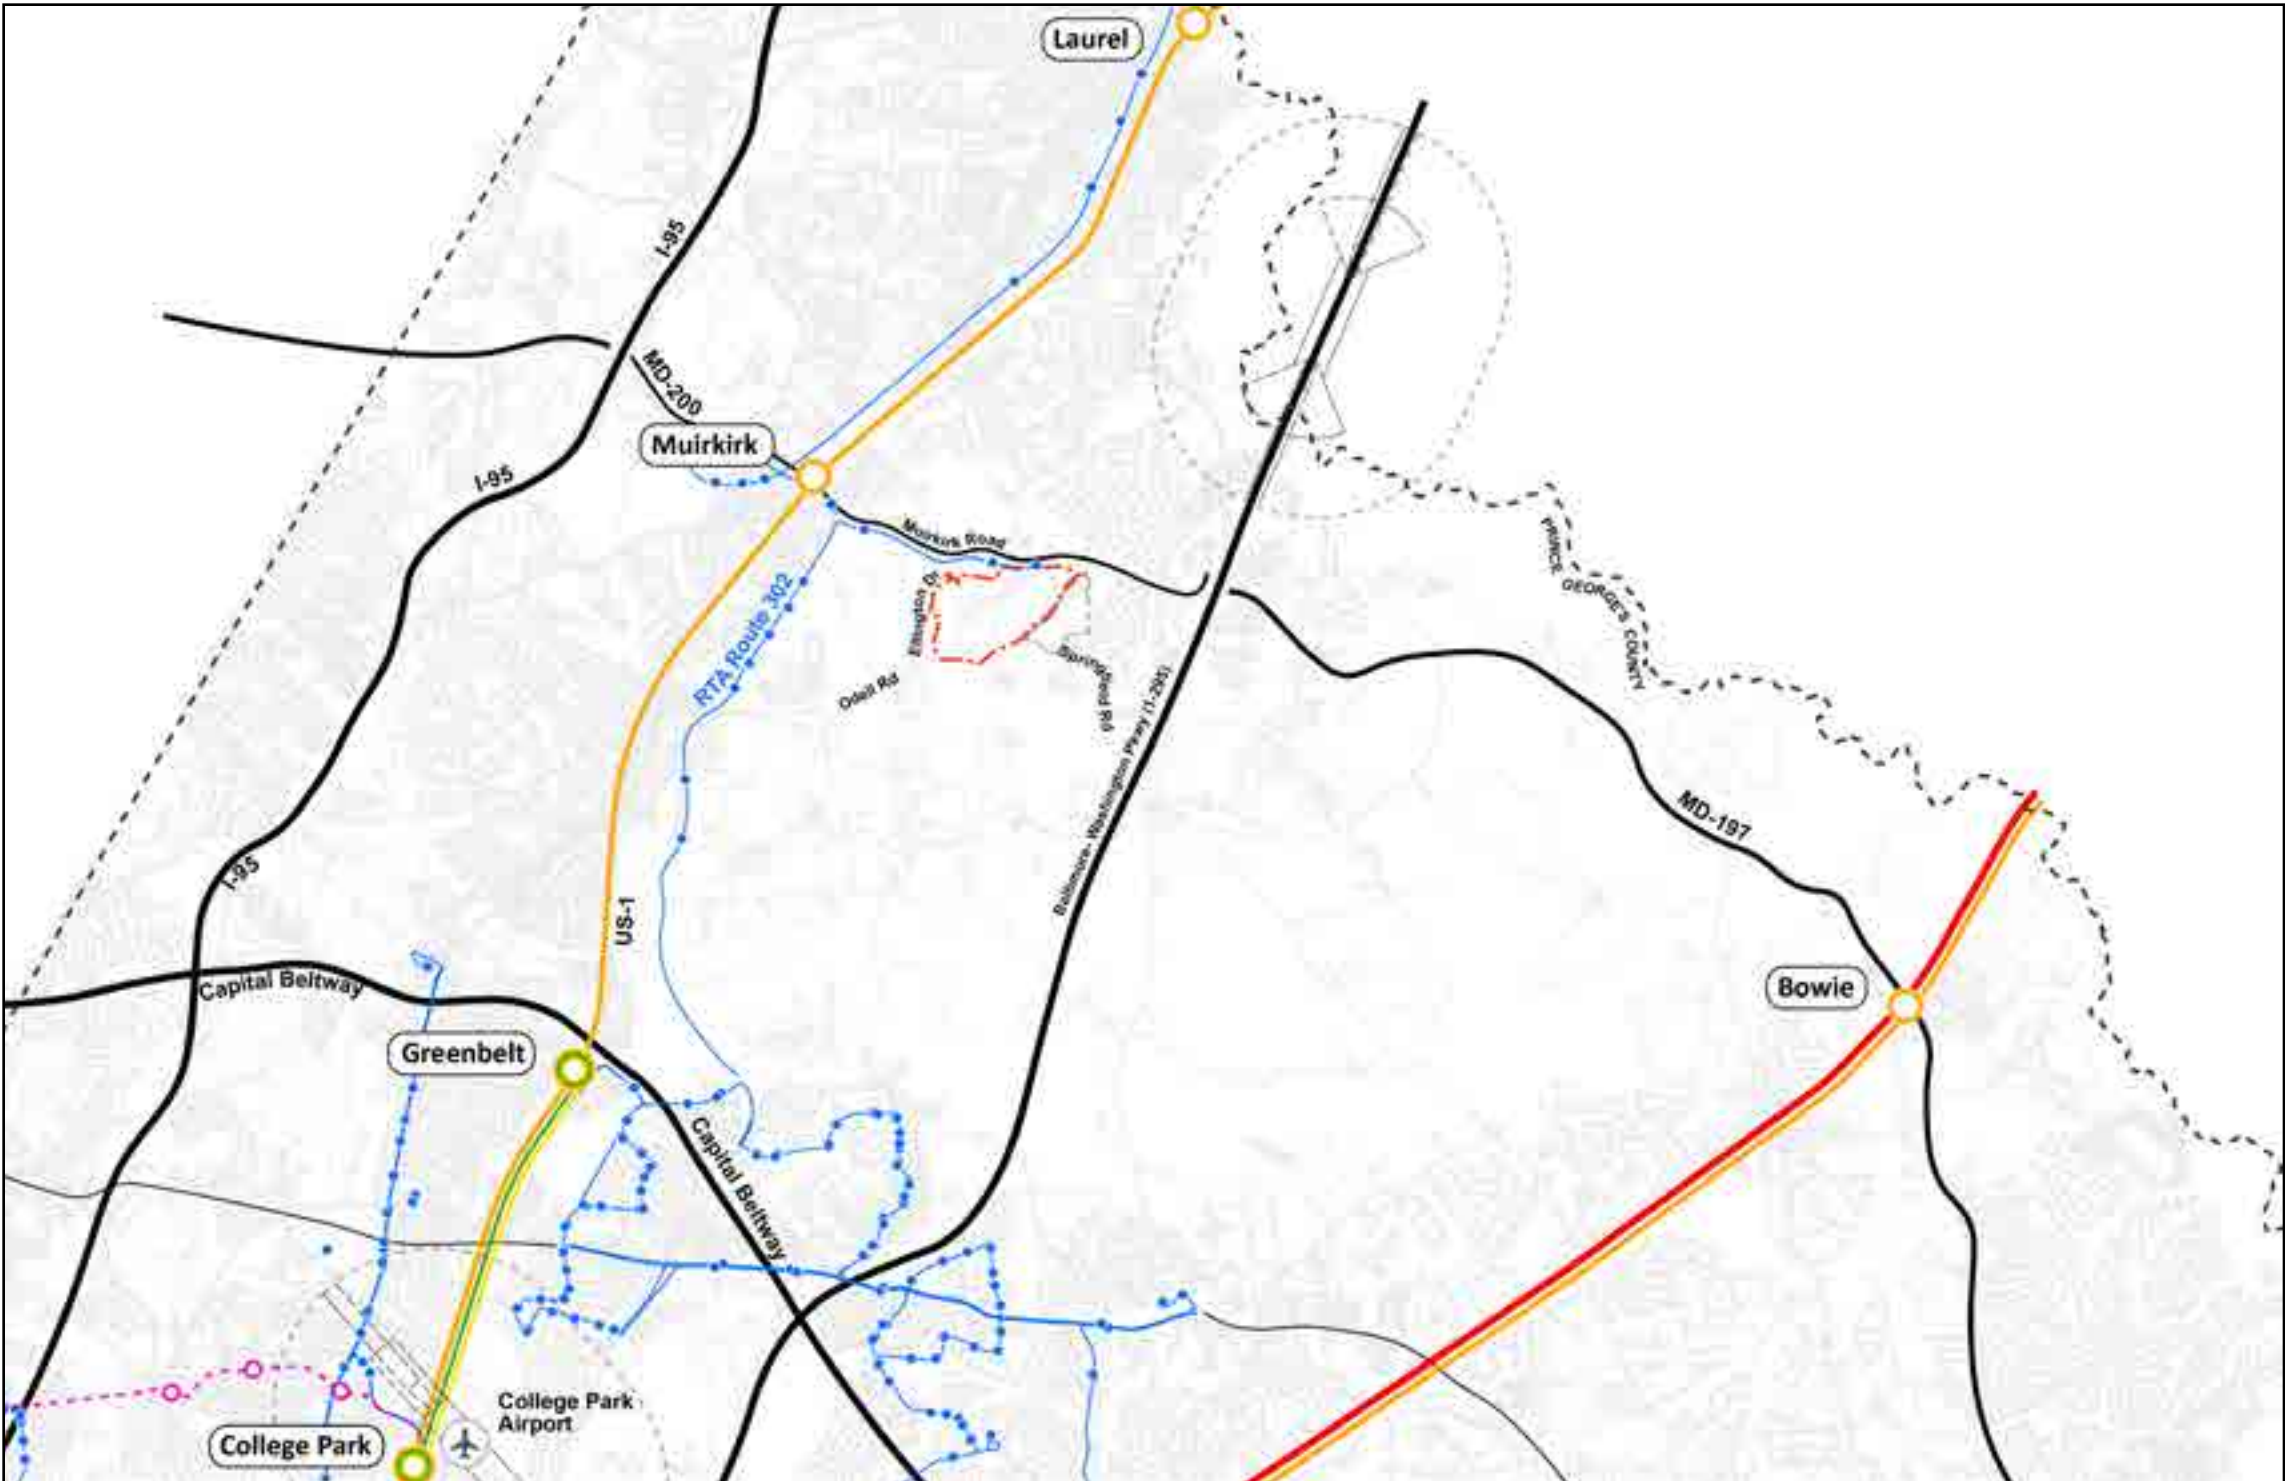 Laurel
I-95
MD-200
Muirkirk
I-95
Muirkirk Road
PRINCE GEORGE'S COUNTY
RTA Route 302
Ellington Dr
Odell Rd
Springfield Rd
Baltimore- Washington Pkwy (I-295)
MD-197
I-95
US-1
Capital Beltway
Bowie
Greenbelt
Capital Beltway
College Park
Airport
College Park